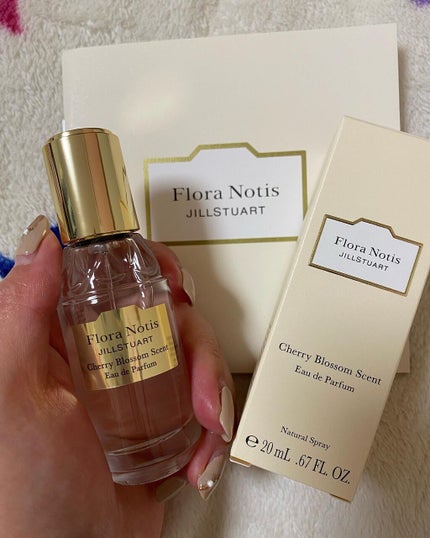 Flora Notis
JILLSTUART
Flora Notis
JILLSTUART
Cherry Blossom Scent
Eau de Parfum
Natural Spray
℮ 20 mL .67 FL. OZ.
Flora Notis
JILLSTUART
Cherry Blossom Scent
Eau de Parfum